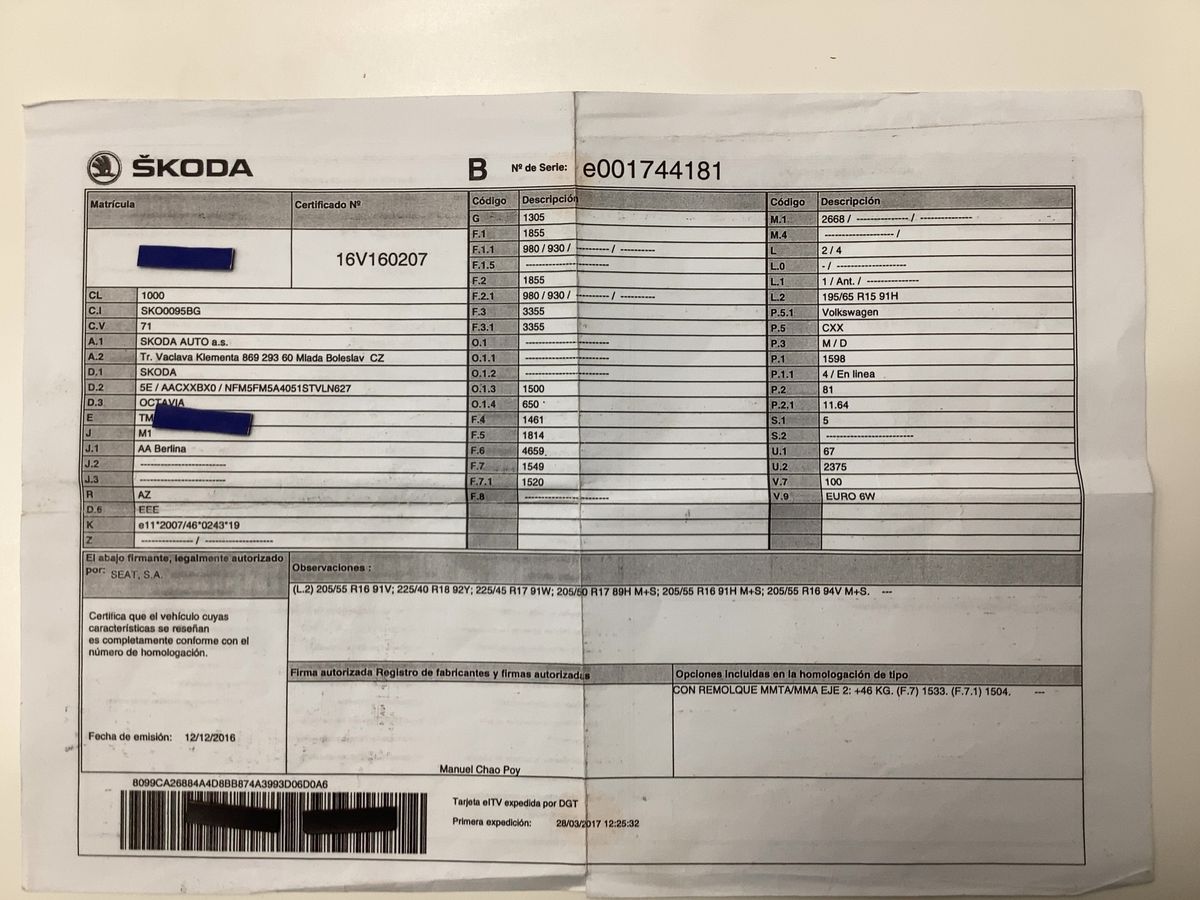 ŠKODA B Nº de Serie: e001744181
Matrícula
Certificado Nº
16V160207
CL 1000
C.I SKO0095BG
C.V 71
A.1 SKODA AUTO a.s.
A.2 Tr. Vaclava Klementa 869 293 60 Mlada Boleslav CZ
D.1 SKODA
D.2 5E / AACXXBX0 / NFM5FM5A4051STVLN627
D.3 OCTAVIA
E TM
J M1
J.1 AA Berlina
J.2 ------------------------
J.3 ------------------------
R AZ
D.6 EEE
K e11*2007/46*0243*19
Z --------------- / -------------------
Código Descripción
G 1305
F.1 1855
F.1.1 980 / 930 / ---------- / ----------
F.1.5 ------------------------
F.2 1855
F.2.1 980 / 930 / ---------- / ----------
F.3 3355
F.3.1 3355
O.1 ------------------------
O.1.1 ------------------------
O.1.2 ------------------------
O.1.3 1500
O.1.4 650
F.4 1461
F.5 1814
F.6 4659
F.7 1549
F.7.1 1520
F.8 ------------------------
Código Descripción
M.1 2668 / --------------- / ---------------
M.4 -------------------- /
L 2 / 4
L.0 - / --------------------
L.1 1 / Ant. / ---------------
L.2 195/65 R15 91H
P.5.1 Volkswagen
P.5 CXX
P.3 M / D
P.1 1598
P.1.1 4 / En linea
P.2 81
P.2.1 11.64
S.1 5
S.2 ------------------------
U.1 67
U.2 2375
V.7 100
V.9 EURO 6W
El abajo firmante, legalmente autorizado
por: SEAT, S.A.
Certifica que el vehículo cuyas
características se reseñan
es completamente conforme con el
número de homologación.
Fecha de emisión: 12/12/2016
Observaciones :
(L.2) 205/55 R16 91V; 225/40 R18 92Y; 225/45 R17 91W; 205/50 R17 89H M+S; 205/55 R16 91H M+S; 205/55 R16 94V M+S. ---
Firma autorizada Registro de fabricantes y firmas autorizadas
Manuel Chao Poy
Opciones incluidas en la homologación de tipo
CON REMOLQUE MMTA/MMA EJE 2: +46 KG. (F.7) 1533. (F.7.1) 1504. ---
8099CA26884A4D8BB874A3993D06D0A6
Tarjeta eITV expedida por DGT
Primera expedición: 28/03/2017 12:25:32